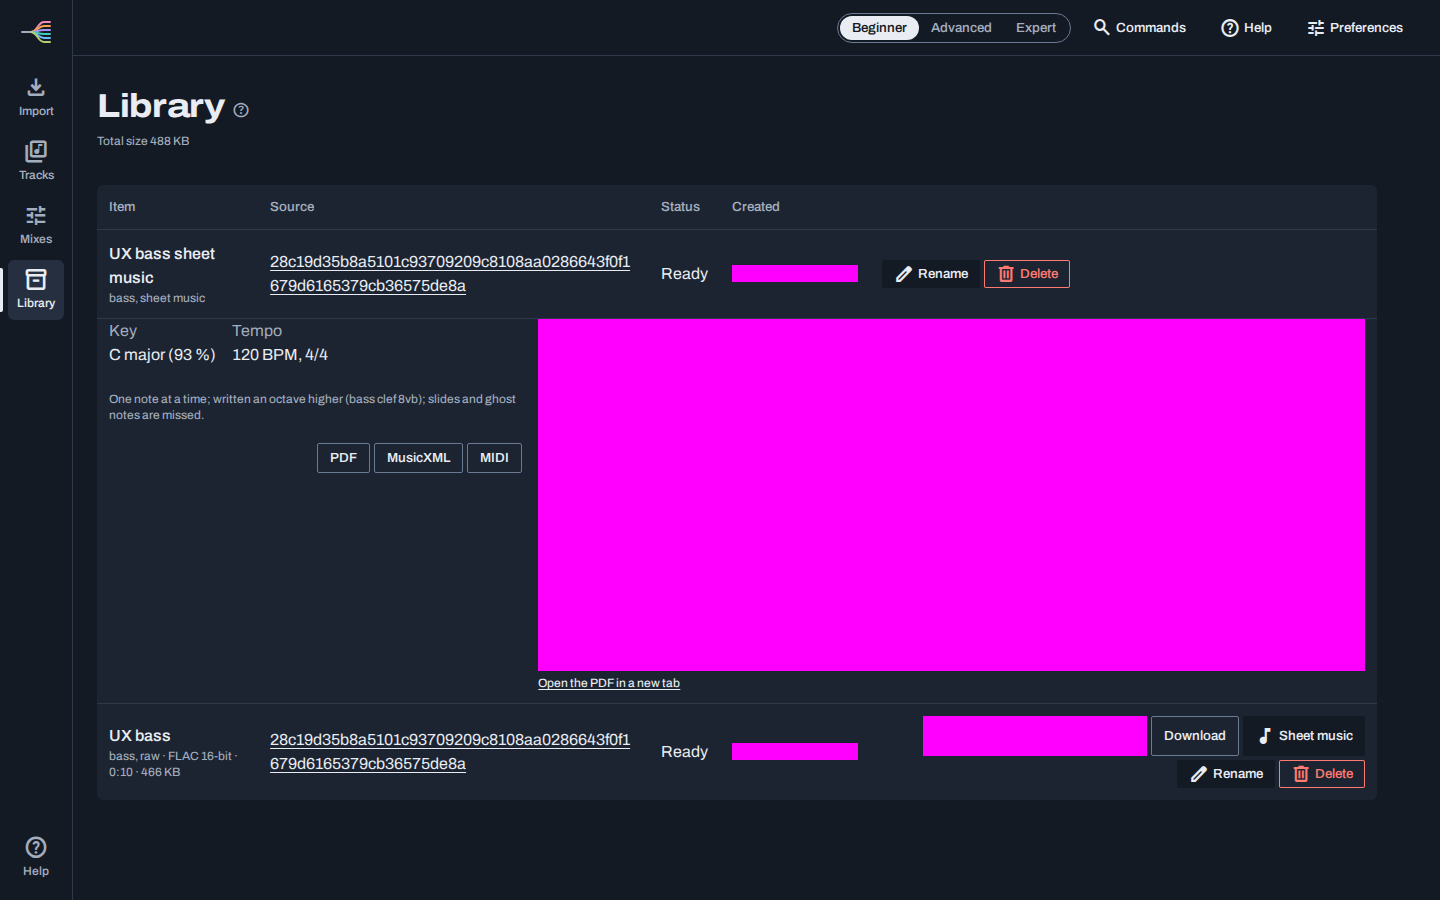 Beginner Advanced Expert Commands Help Preferences
Import
Tracks
Mixes
Library
Help
Library
Total size 488 KB
Item Source Status Created
UX bass sheet
music
bass, sheet music
28c19d35b8a5101c93709209c8108aa0286643f0f1
679d6165379cb36575de8a
Ready
Rename Delete
Key Tempo
C major (93 %) 120 BPM, 4/4
One note at a time; written an octave higher (bass clef 8vb); slides and ghost
notes are missed.
PDF MusicXML MIDI
Open the PDF in a new tab
UX bass
bass, raw · FLAC 16-bit ·
0:10 · 466 KB
28c19d35b8a5101c93709209c8108aa0286643f0f1
679d6165379cb36575de8a
Ready
Download Sheet music
Rename Delete